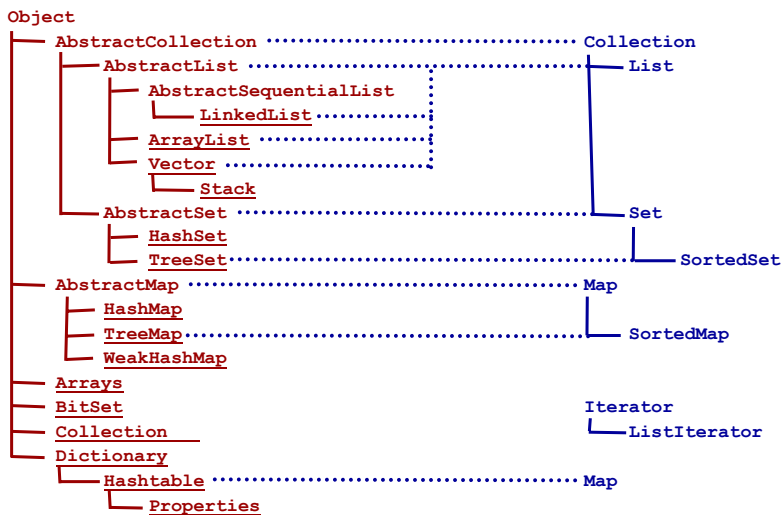 Object
AbstractCollection Collection
AbstractList List
AbstractSequentialList
LinkedList
ArrayList
Vector
Stack
AbstractSet Set
HashSet
TreeSet SortedSet
AbstractMap Map
HashMap
TreeMap SortedMap
WeakHashMap
Arrays
BitSet Iterator
Collection ListIterator
Dictionary
Hashtable Map
Properties